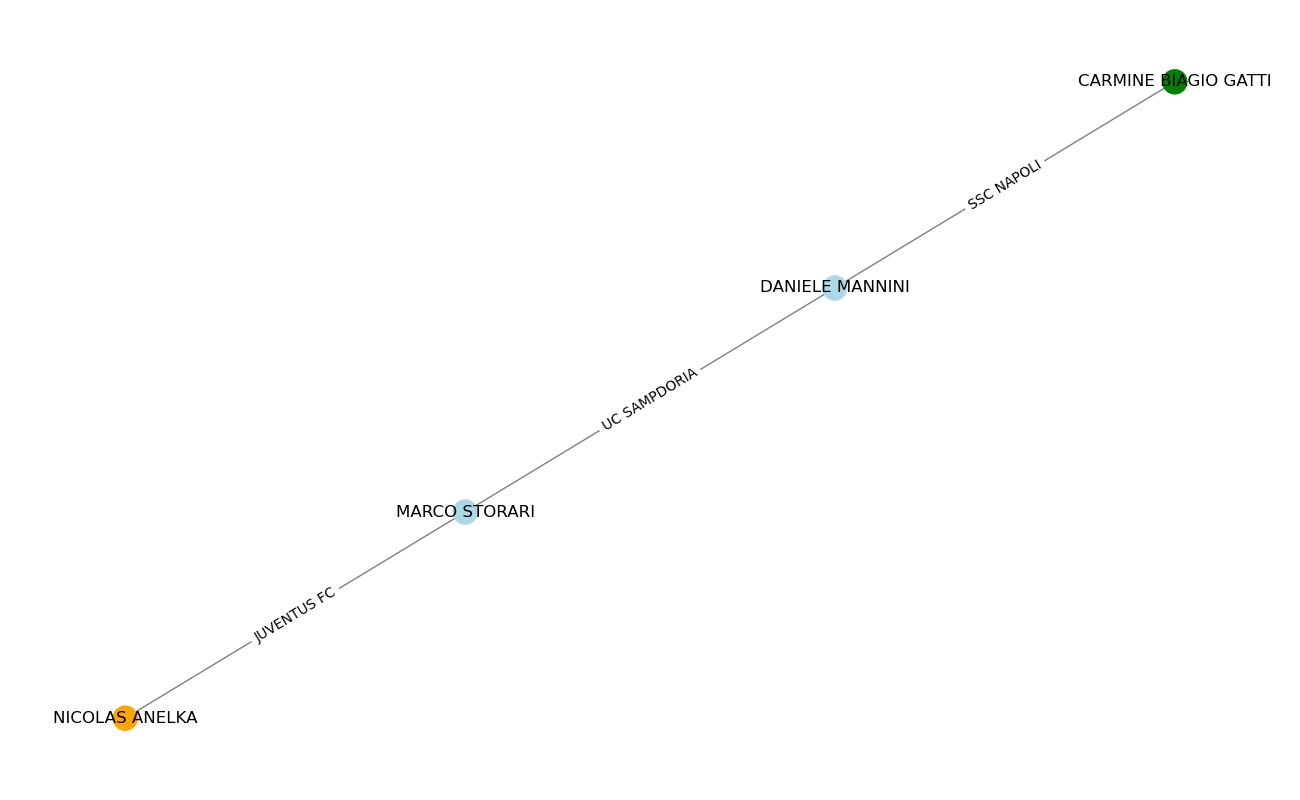 CARMINE BIAGIO GATTI
SSC NAPOLI
DANIELE MANNINI
UC SAMPDORIA
MARCO STORARI
JUVENTUS FC
NICOLAS ANELKA